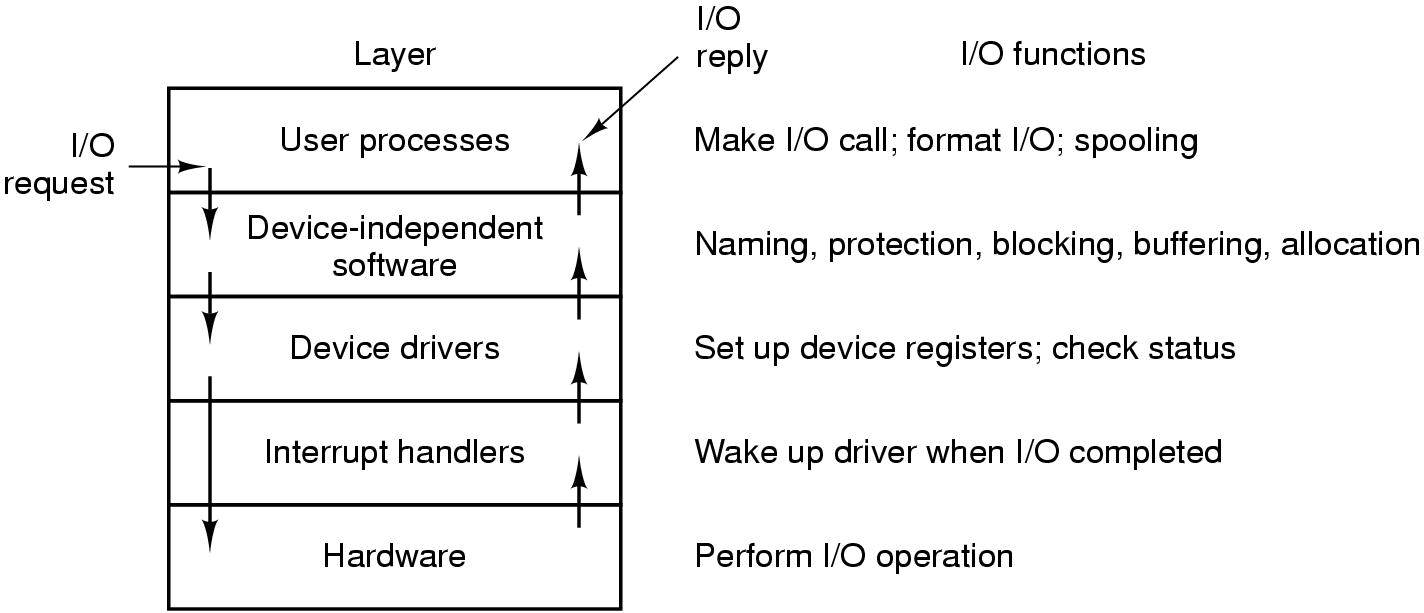 Layer
I/O
reply
I/O functions
I/O
request
User processes
Make I/O call; format I/O; spooling
Device-independent
software
Naming, protection, blocking, buffering, allocation
Device drivers
Set up device registers; check status
Interrupt handlers
Wake up driver when I/O completed
Hardware
Perform I/O operation